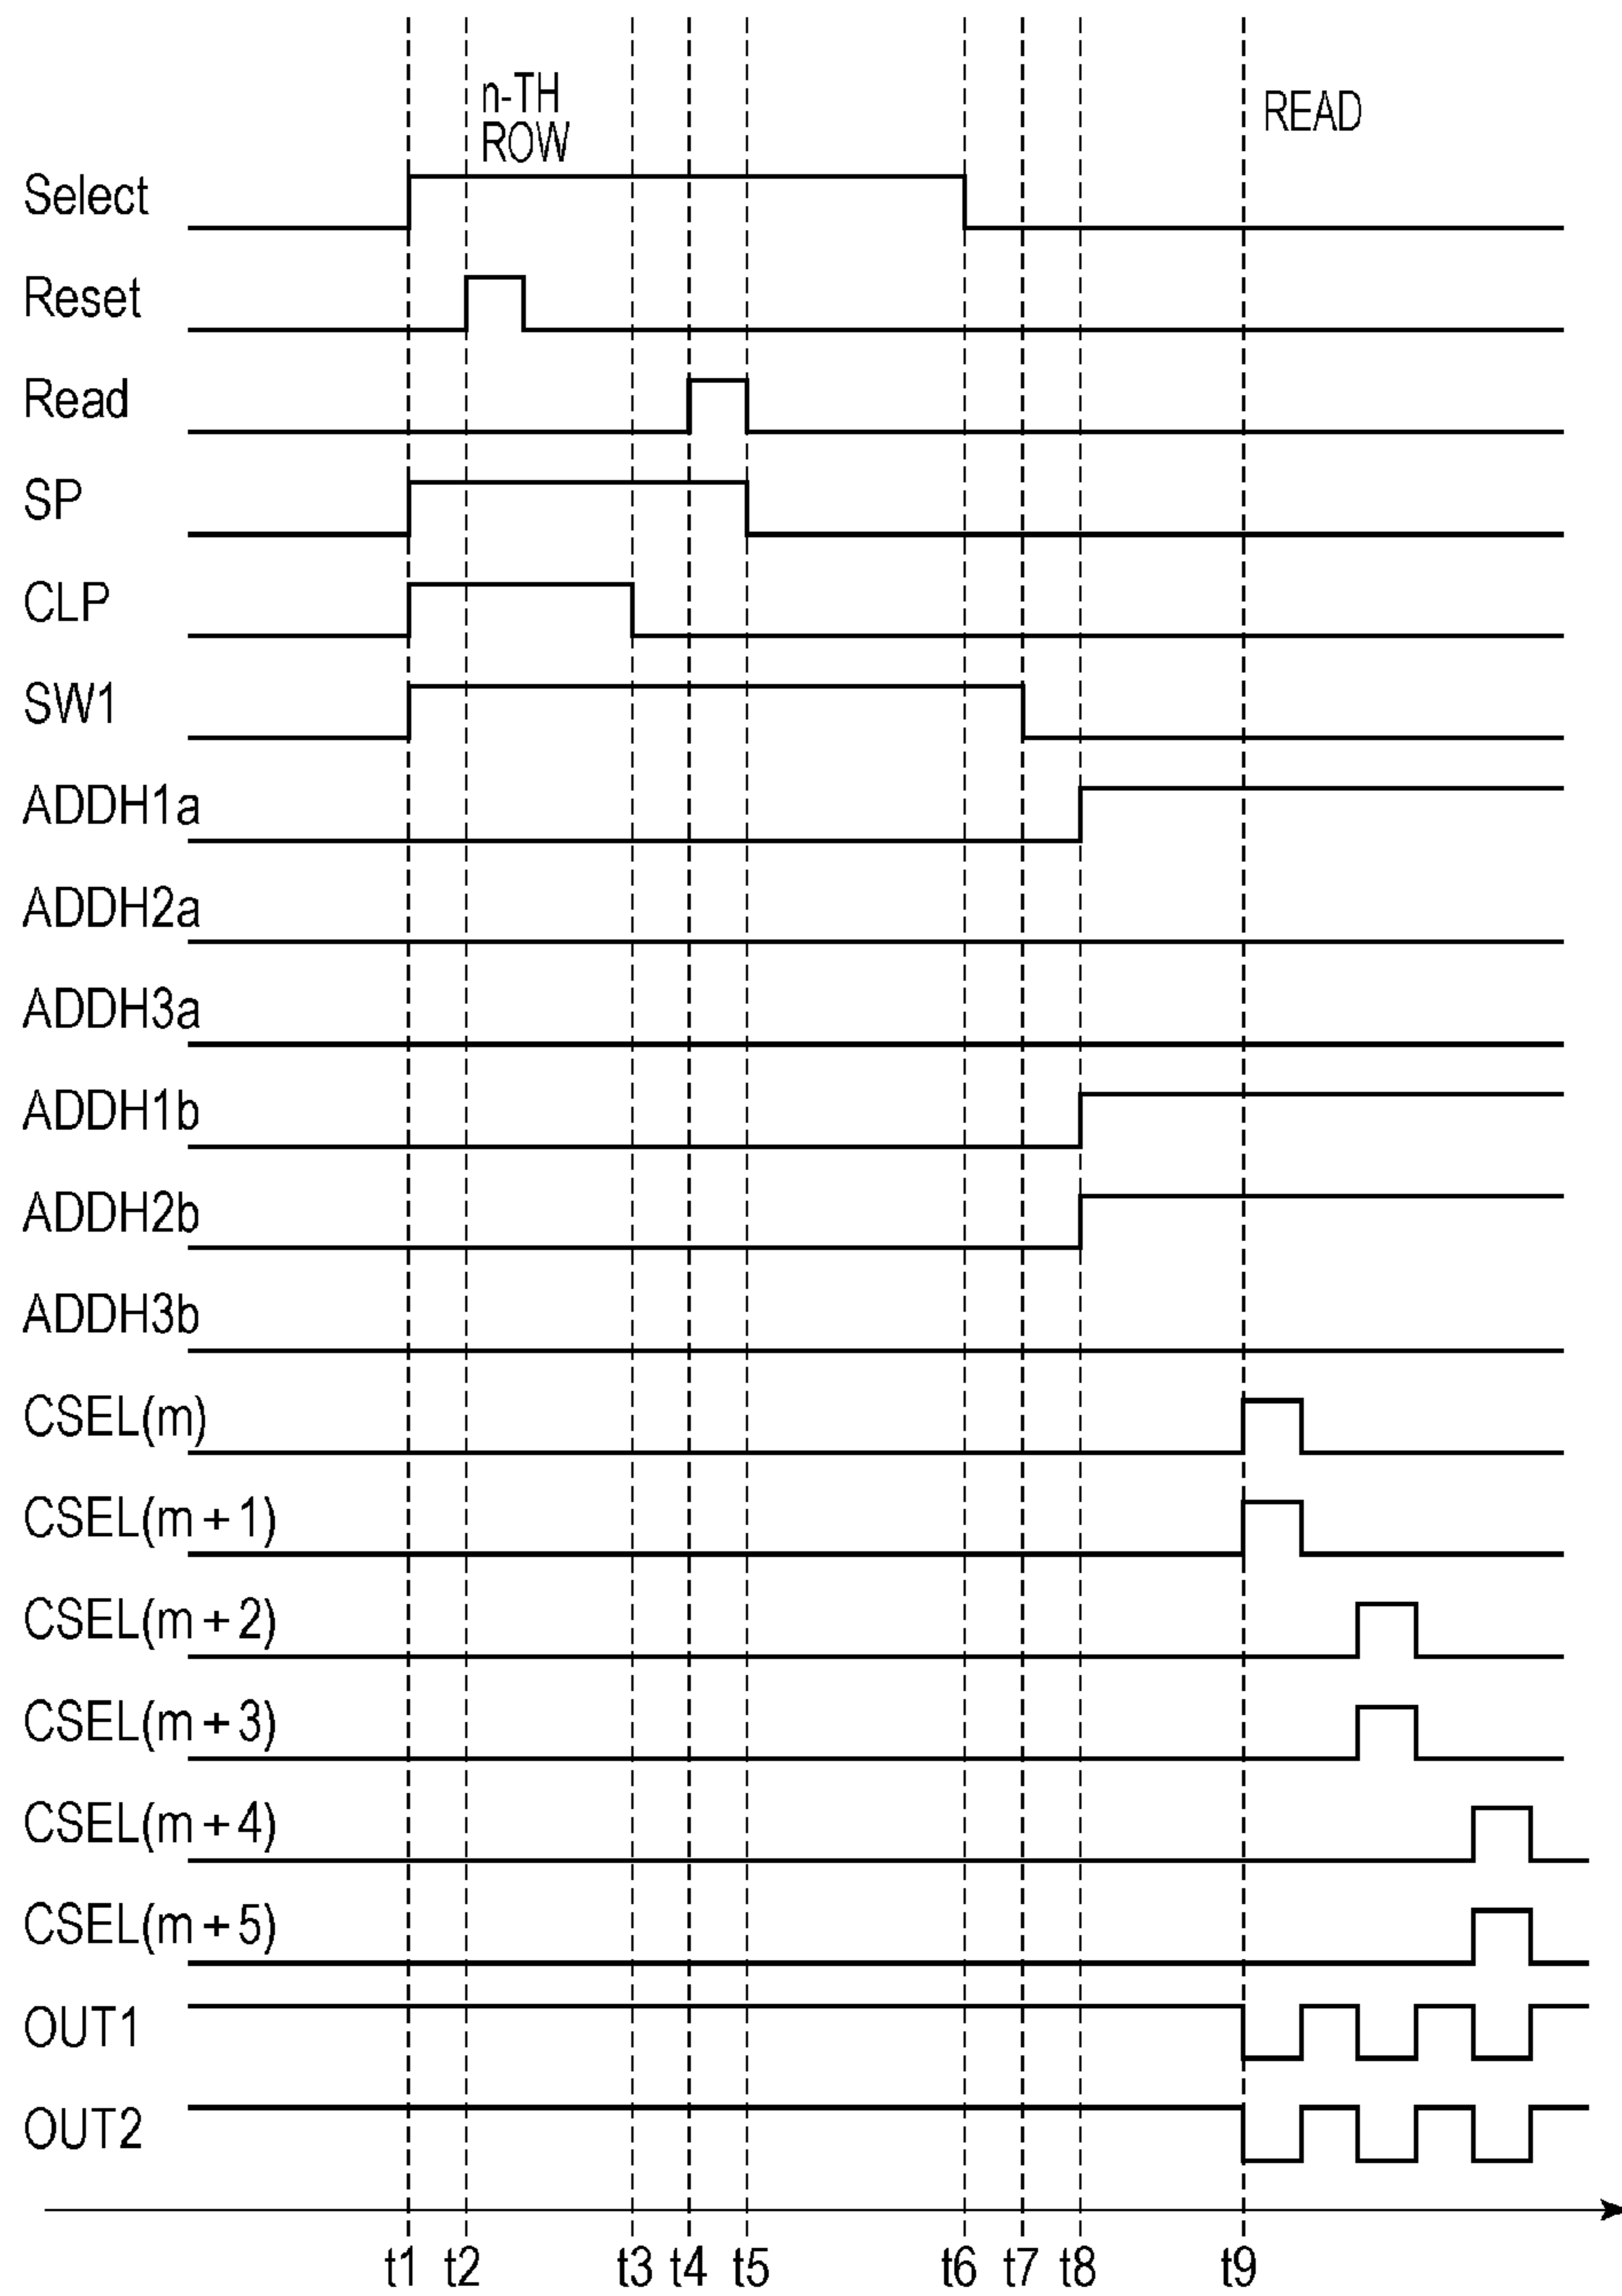 n-TH
ROW
READ
Select
Reset
Read
SP
CLP
SW1
ADDH1a
ADDH2a
ADDH3a
ADDH1b
ADDH2b
ADDH3b
CSEL(m)
CSEL(m + 1)
CSEL(m + 2)
CSEL(m + 3)
CSEL(m + 4)
CSEL(m + 5)
OUT1
OUT2
t1 t2 t3 t4 t5 t6 t7 t8 t9